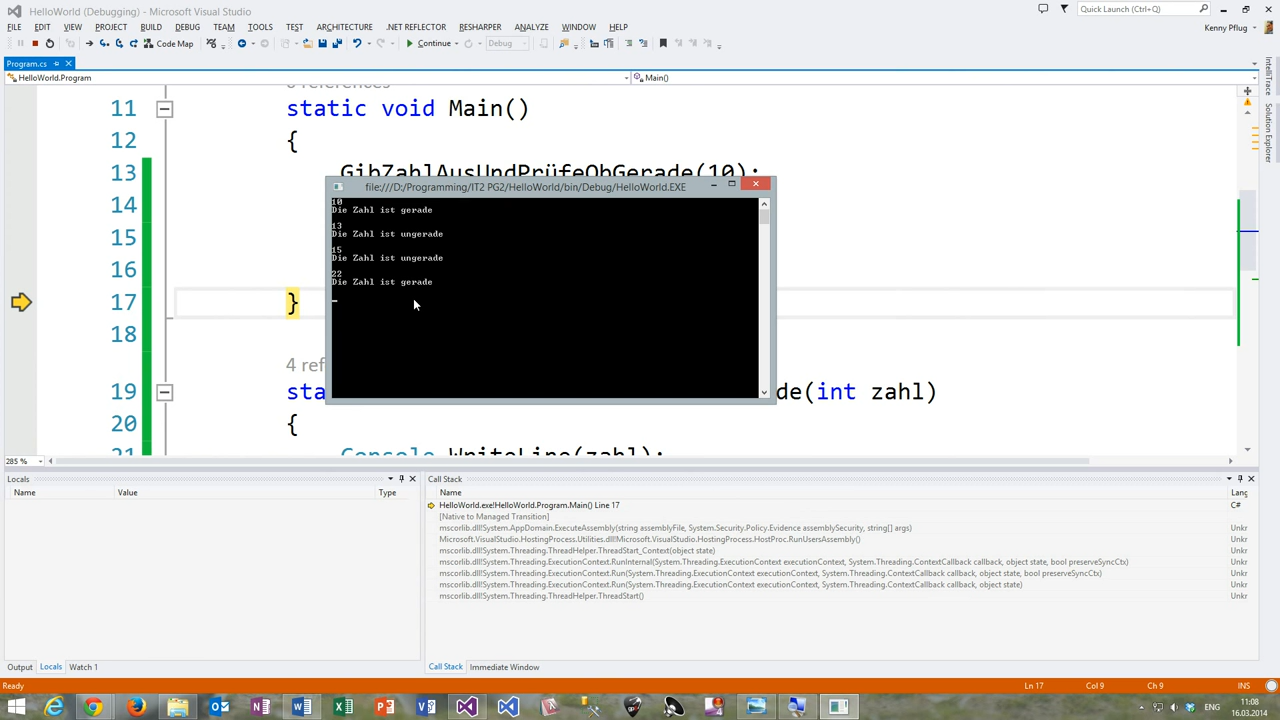 HelloWorld (Debugging) - Microsoft Visual Studio
Quick Launch (Ctrl+Q)
FILE EDIT VIEW PROJECT BUILD DEBUG TEAM TOOLS TEST ARCHITECTURE .NET REFLECTOR RESHARPER ANALYZE WINDOW HELP
Kenny Pflug
Code Map
Continue
Debug
Program.cs
HelloWorld.Program
Main()
11 static void Main()
12 {
13 GibZahlAusUndPrüfeObGerade(10);
14
15
16
17 }
18
4 ref
19 sta de(int zahl)
20 {
21 Console.WriteLine(zahl);
file:///D:/Programming/IT2 PG2/HelloWorld/bin/Debug/HelloWorld.EXE
10
Die Zahl ist gerade
13
Die Zahl ist ungerade
15
Die Zahl ist ungerade
22
Die Zahl ist gerade
IntelliTrace
Solution Explorer
285 %
Locals
Name Value Type
Call Stack
Name Lang
HelloWorld.exe!HelloWorld.Program.Main() Line 17 C#
[Native to Managed Transition]
mscorlib.dll!System.AppDomain.ExecuteAssembly(string assemblyFile, System.Security.Policy.Evidence assemblySecurity, string[] args) Unkr
Microsoft.VisualStudio.HostingProcess.Utilities.dll!Microsoft.VisualStudio.HostingProcess.HostProc.RunUsersAssembly() Unkr
mscorlib.dll!System.Threading.ThreadHelper.ThreadStart_Context(object state) Unkr
mscorlib.dll!System.Threading.ExecutionContext.RunInternal(System.Threading.ExecutionContext executionContext, System.Threading.ContextCallback callback, object state, bool preserveSyncCtx) Unkr
mscorlib.dll!System.Threading.ExecutionContext.Run(System.Threading.ExecutionContext executionContext, System.Threading.ContextCallback callback, object state, bool preserveSyncCtx) Unkr
mscorlib.dll!System.Threading.ExecutionContext.Run(System.Threading.ExecutionContext executionContext, System.Threading.ContextCallback callback, object state) Unkr
mscorlib.dll!System.Threading.ThreadHelper.ThreadStart() Unkr
Output Locals Watch 1
Call Stack Immediate Window
Ready
Ln 17 Col 9 Ch 9 INS
11:08
16.03.2014